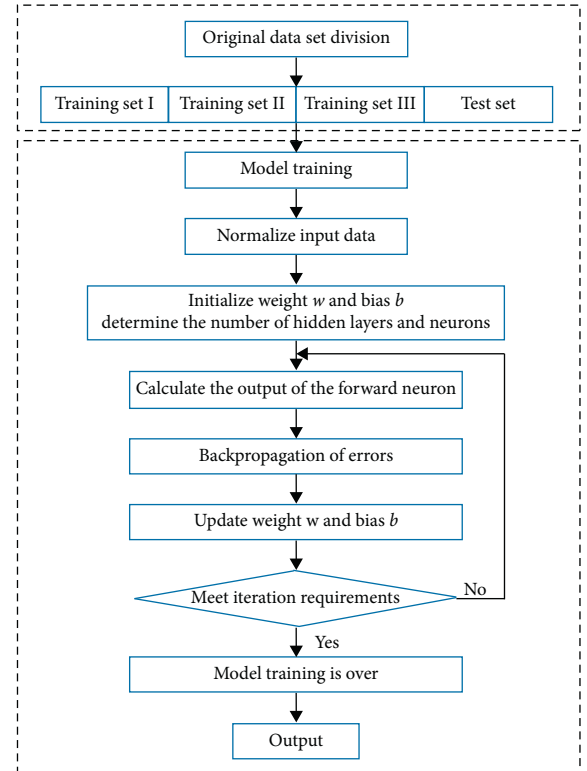 Original data set division
Training set I
Training set II
Training set III
Test set
Model training
Normalize input data
Initialize weight w and bias b
determine the number of hidden layers and neurons
Calculate the output of the forward neuron
Backpropagation of errors
Update weight w and bias b
Meet iteration requirements
No
Yes
Model training is over
Output